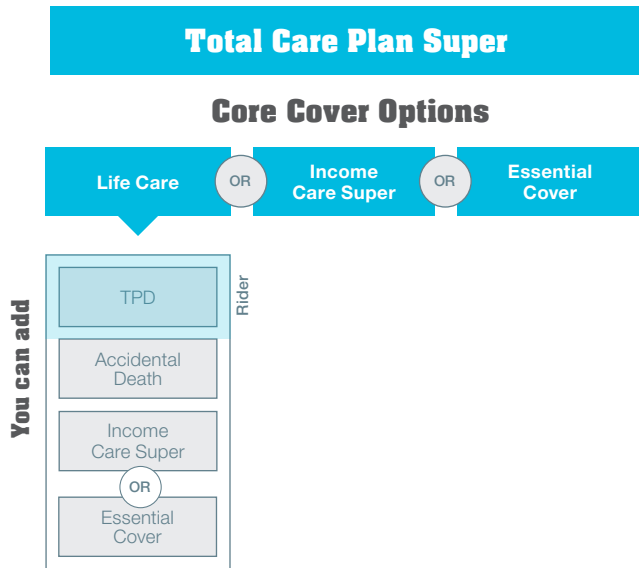 Total Care Plan Super
Core Cover Options
Life Care
OR
Income
Care Super
OR
Essential
Cover
You can add
TPD
Rider
Accidental
Death
Income
Care Super
OR
Essential
Cover